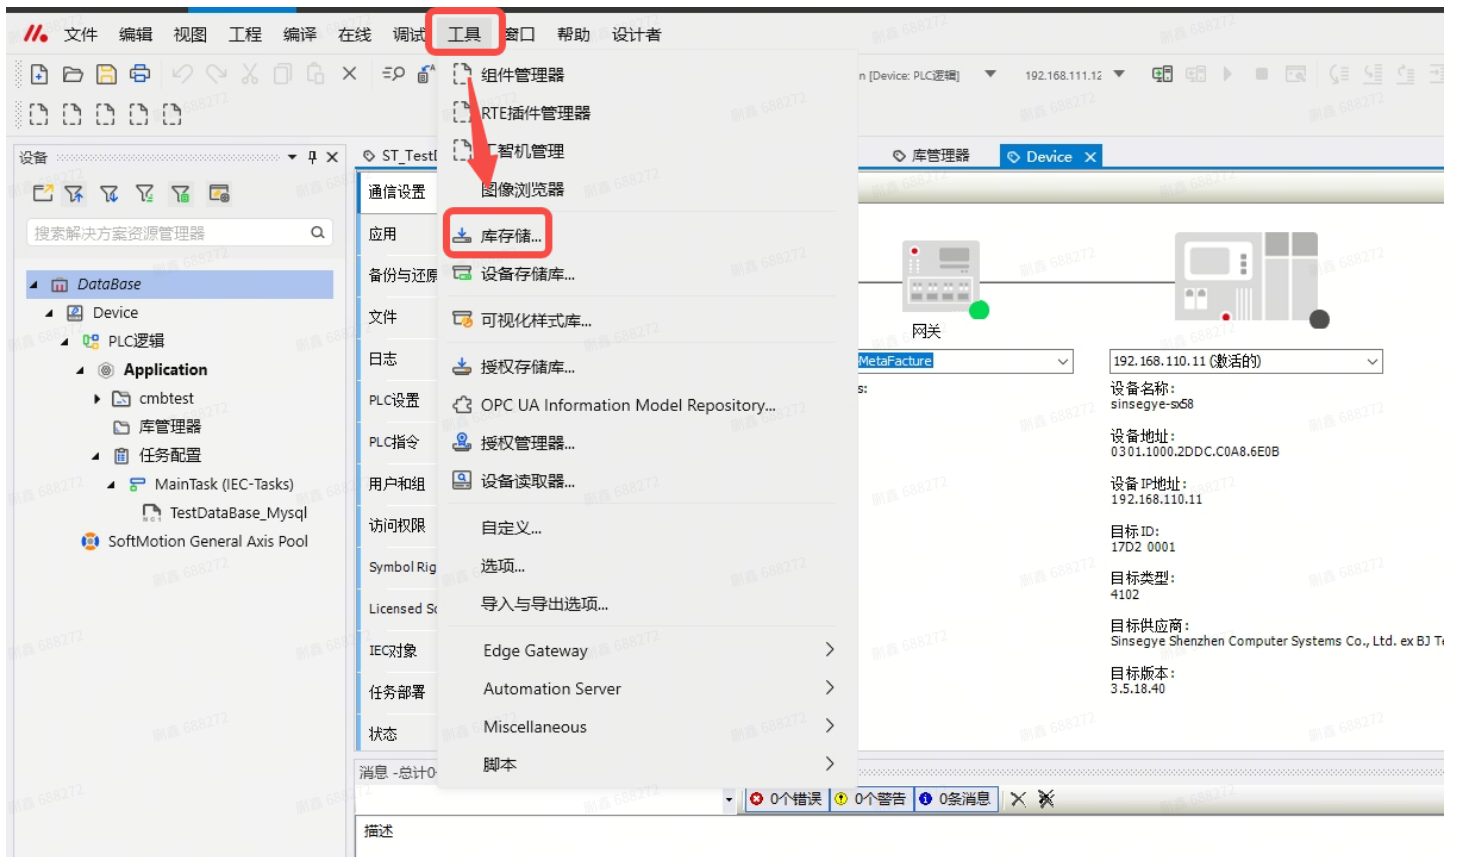 文件 编辑 视图 工程 编译 在线 调试 工具 窗口 帮助 设计者
n [Device: PLC逻辑] 192.168.111.12
设备
搜索解决方案资源管理器
DataBase
Device
PLC逻辑
Application
cmbtest
库管理器
任务配置
MainTask (IEC-Tasks)
TestDataBase_Mysql
SoftMotion General Axis Pool
ST_TestD
库管理器
Device
通信设置
应用
备份与还原
文件
日志
PLC设置
PLC指令
用户和组
访问权限
Symbol Rig
Licensed So
IEC对象
任务部署
状态
组件管理器
RTE插件管理器
工智机管理
图像浏览器
库存储...
设备存储库...
可视化样式库...
授权存储库...
OPC UA Information Model Repository...
授权管理器...
设备读取器...
自定义...
选项...
导入与导出选项...
Edge Gateway
Automation Server
Miscellaneous
脚本
网关
MetaFacture
s:
192.168.110.11 (激活的)
设备名称:
sinsegye-sx58
设备地址:
0301.1000.2DDC.C0A8.6E0B
设备IP地址:
192.168.110.11
目标ID:
17D2 0001
目标类型:
4102
目标供应商:
Sinsegye Shenzhen Computer Systems Co., Ltd. ex BJ Te
目标版本:
3.5.18.40
消息 -总计0
0个错误 0个警告 0条消息
描述